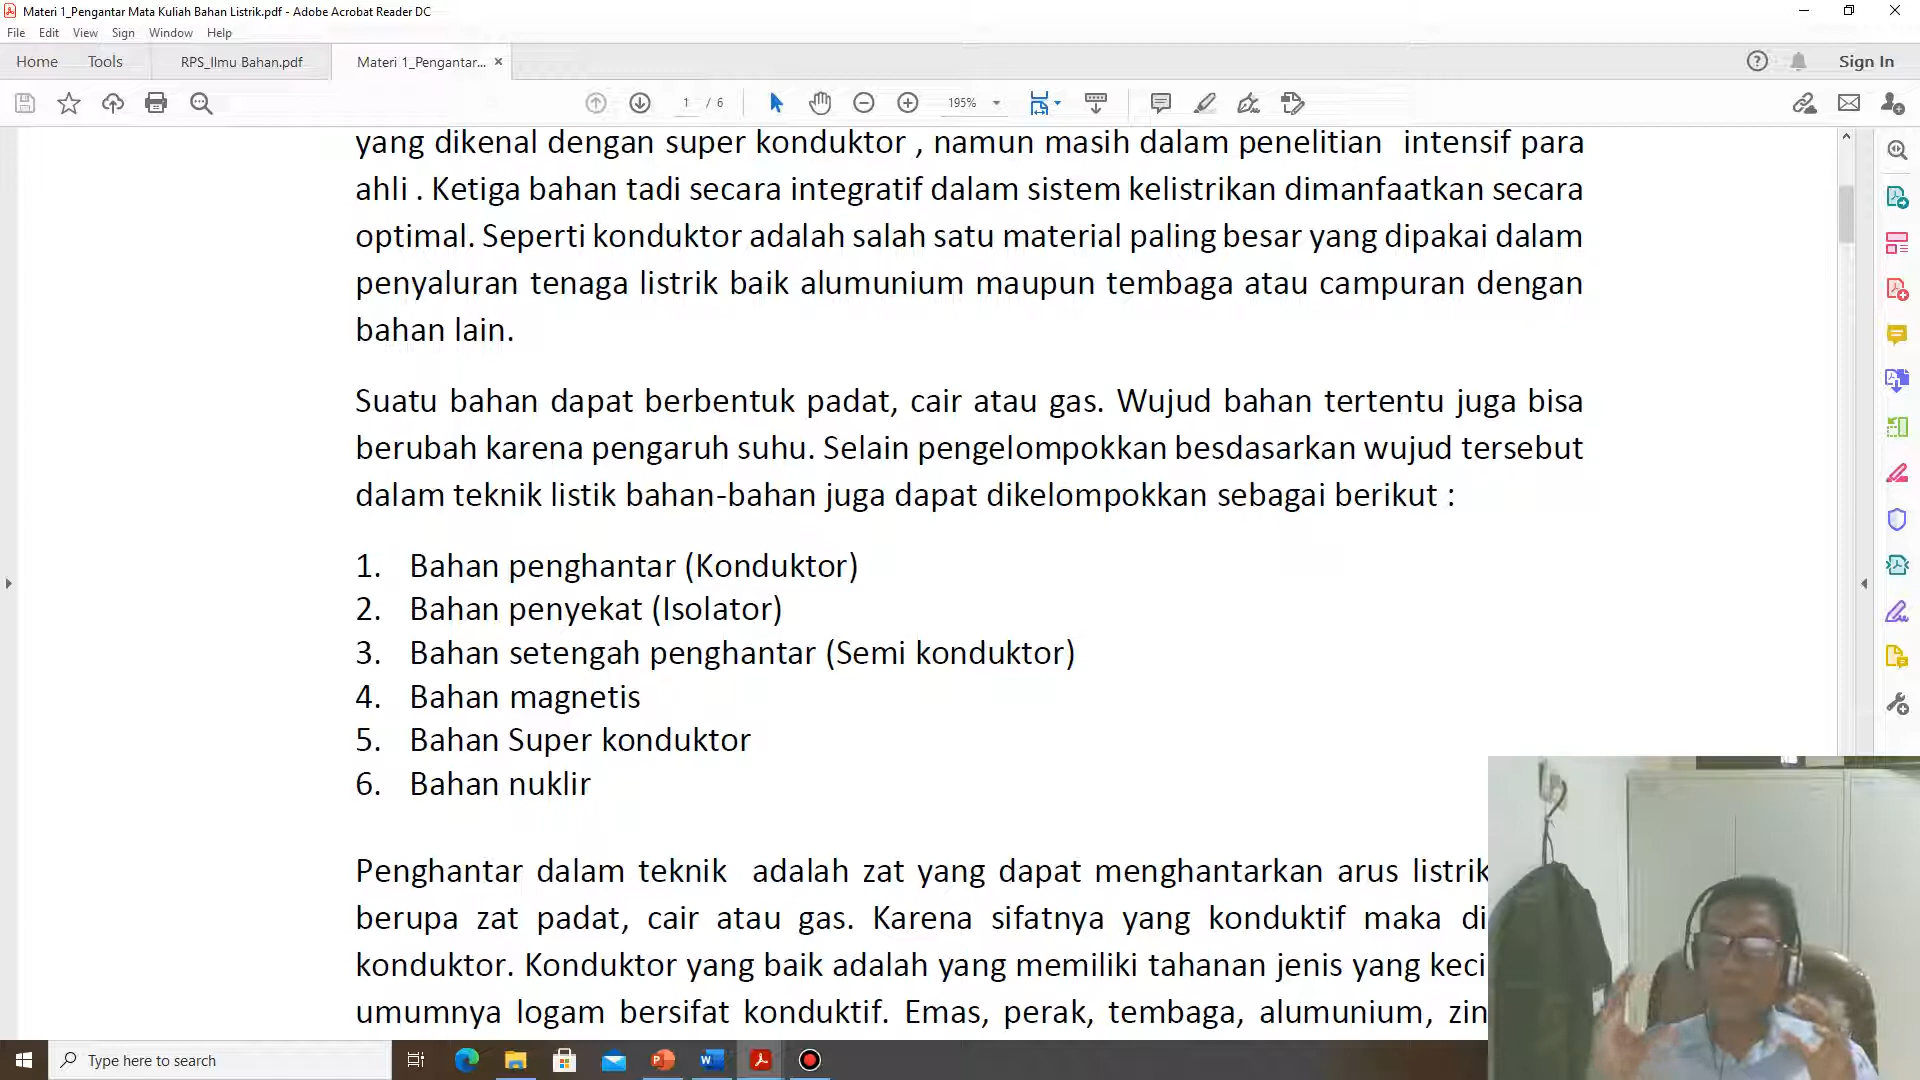 Materi 1_Pengantar Mata Kuliah Bahan Listrik.pdf - Adobe Acrobat Reader DC
File Edit View Sign Window Help
Home Tools RPS_Ilmu Bahan.pdf Materi 1_Pengantar... × Sign In
1 / 6 195%
yang dikenal dengan super konduktor , namun masih dalam penelitian intensif para
ahli . Ketiga bahan tadi secara integratif dalam sistem kelistrikan dimanfaatkan secara
optimal. Seperti konduktor adalah salah satu material paling besar yang dipakai dalam
penyaluran tenaga listrik baik alumunium maupun tembaga atau campuran dengan
bahan lain.
Suatu bahan dapat berbentuk padat, cair atau gas. Wujud bahan tertentu juga bisa
berubah karena pengaruh suhu. Selain pengelompokkan besdasarkan wujud tersebut
dalam teknik listik bahan-bahan juga dapat dikelompokkan sebagai berikut :
1. Bahan penghantar (Konduktor)
2. Bahan penyekat (Isolator)
3. Bahan setengah penghantar (Semi konduktor)
4. Bahan magnetis
5. Bahan Super konduktor
6. Bahan nuklir
Penghantar dalam teknik adalah zat yang dapat menghantarkan arus listrik
berupa zat padat, cair atau gas. Karena sifatnya yang konduktif maka di
konduktor. Konduktor yang baik adalah yang memiliki tahanan jenis yang keci
umumnya logam bersifat konduktif. Emas, perak, tembaga, alumunium, zin
Type here to search